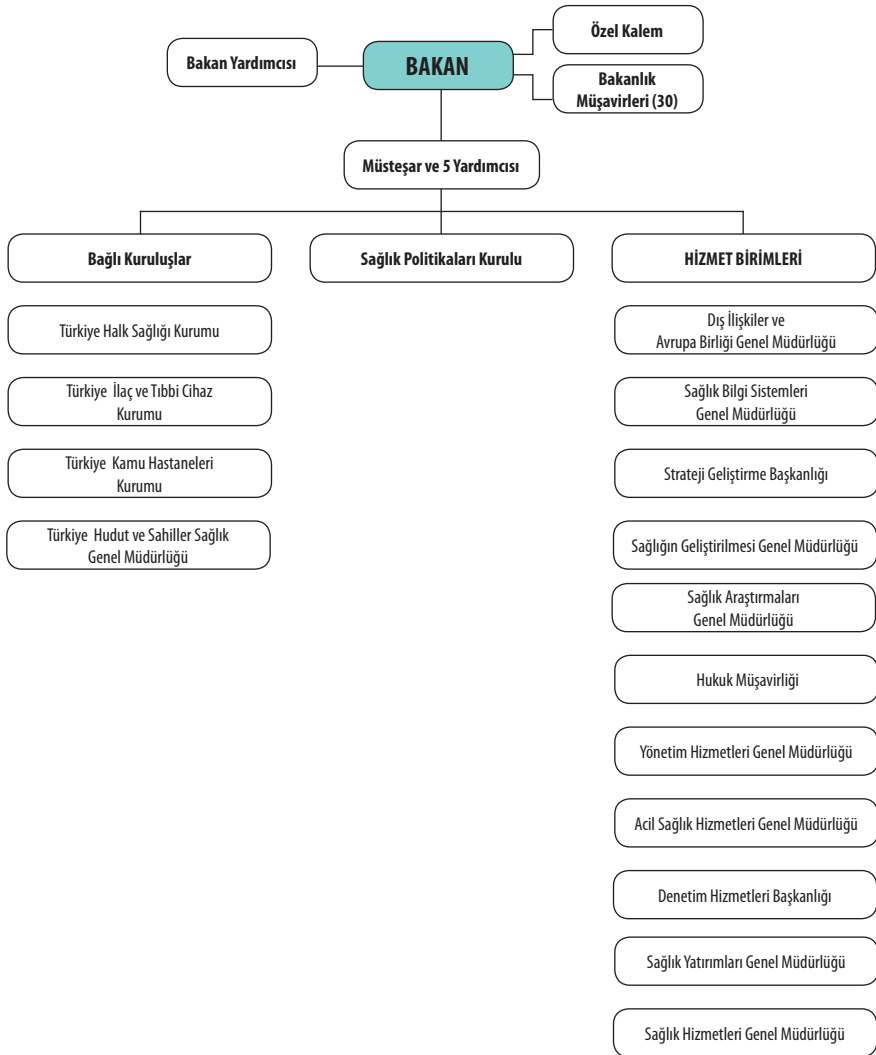 Özel Kalem
Bakan Yardımcısı
BAKAN
Bakanlık
Müşavirleri (30)
Müsteşar ve 5 Yardımcısı
Bağlı Kuruluşlar
Sağlık Politikaları Kurulu
HİZMET BİRİMLERİ
Türkiye Halk Sağlığı Kurumu
Türkiye İlaç ve Tıbbi Cihaz
Kurumu
Türkiye Kamu Hastaneleri
Kurumu
Türkiye Hudut ve Sahiller Sağlık
Genel Müdürlüğü
Dış İlişkiler ve
Avrupa Birliği Genel Müdürlüğü
Sağlık Bilgi Sistemleri
Genel Müdürlüğü
Strateji Geliştirme Başkanlığı
Sağlığın Geliştirilmesi Genel Müdürlüğü
Sağlık Araştırmaları
Genel Müdürlüğü
Hukuk Müşavirliği
Yönetim Hizmetleri Genel Müdürlüğü
Acil Sağlık Hizmetleri Genel Müdürlüğü
Denetim Hizmetleri Başkanlığı
Sağlık Yatırımları Genel Müdürlüğü
Sağlık Hizmetleri Genel Müdürlüğü